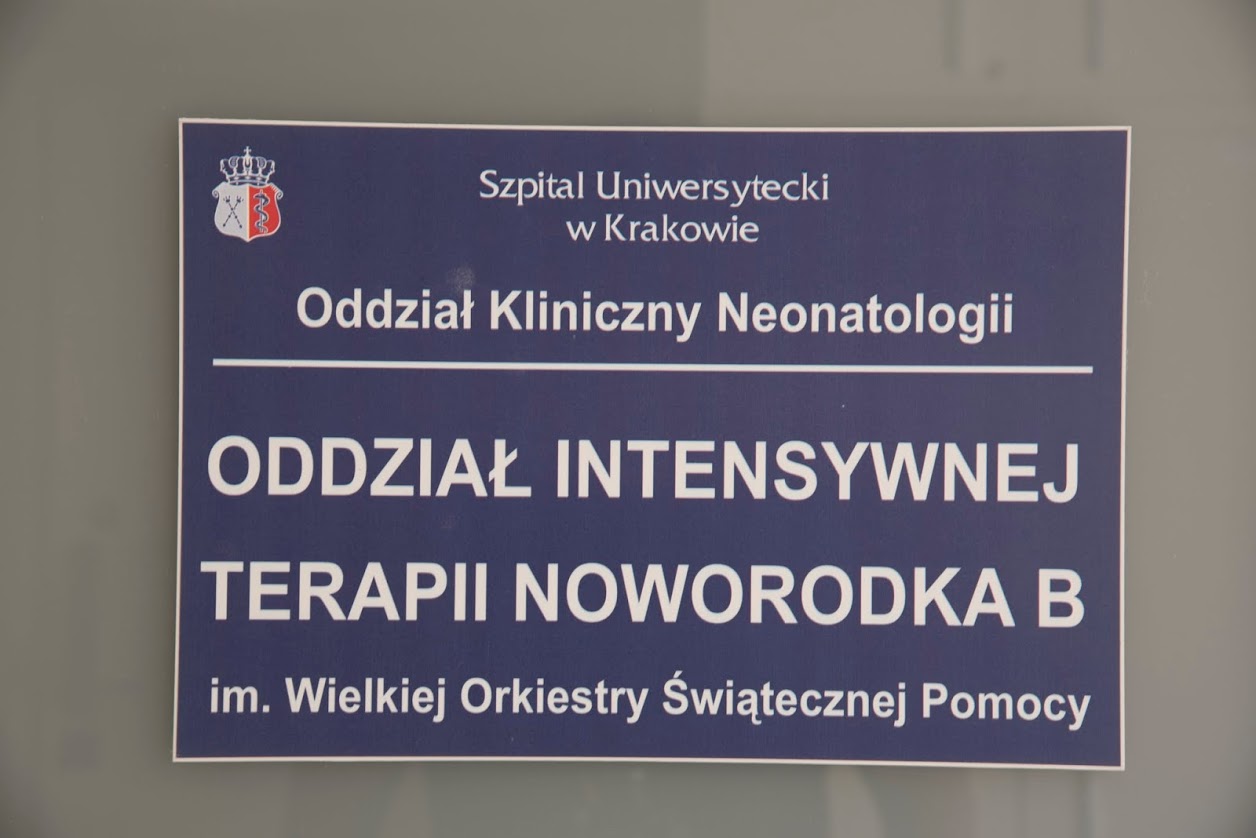 Szpital Uniwersytecki
w Krakowie
Oddział Kliniczny Neonatologii
ODDZIAŁ INTENSYWNEJ
TERAPII NOWORODKA B
im. Wielkiej Orkiestry Świątecznej Pomocy